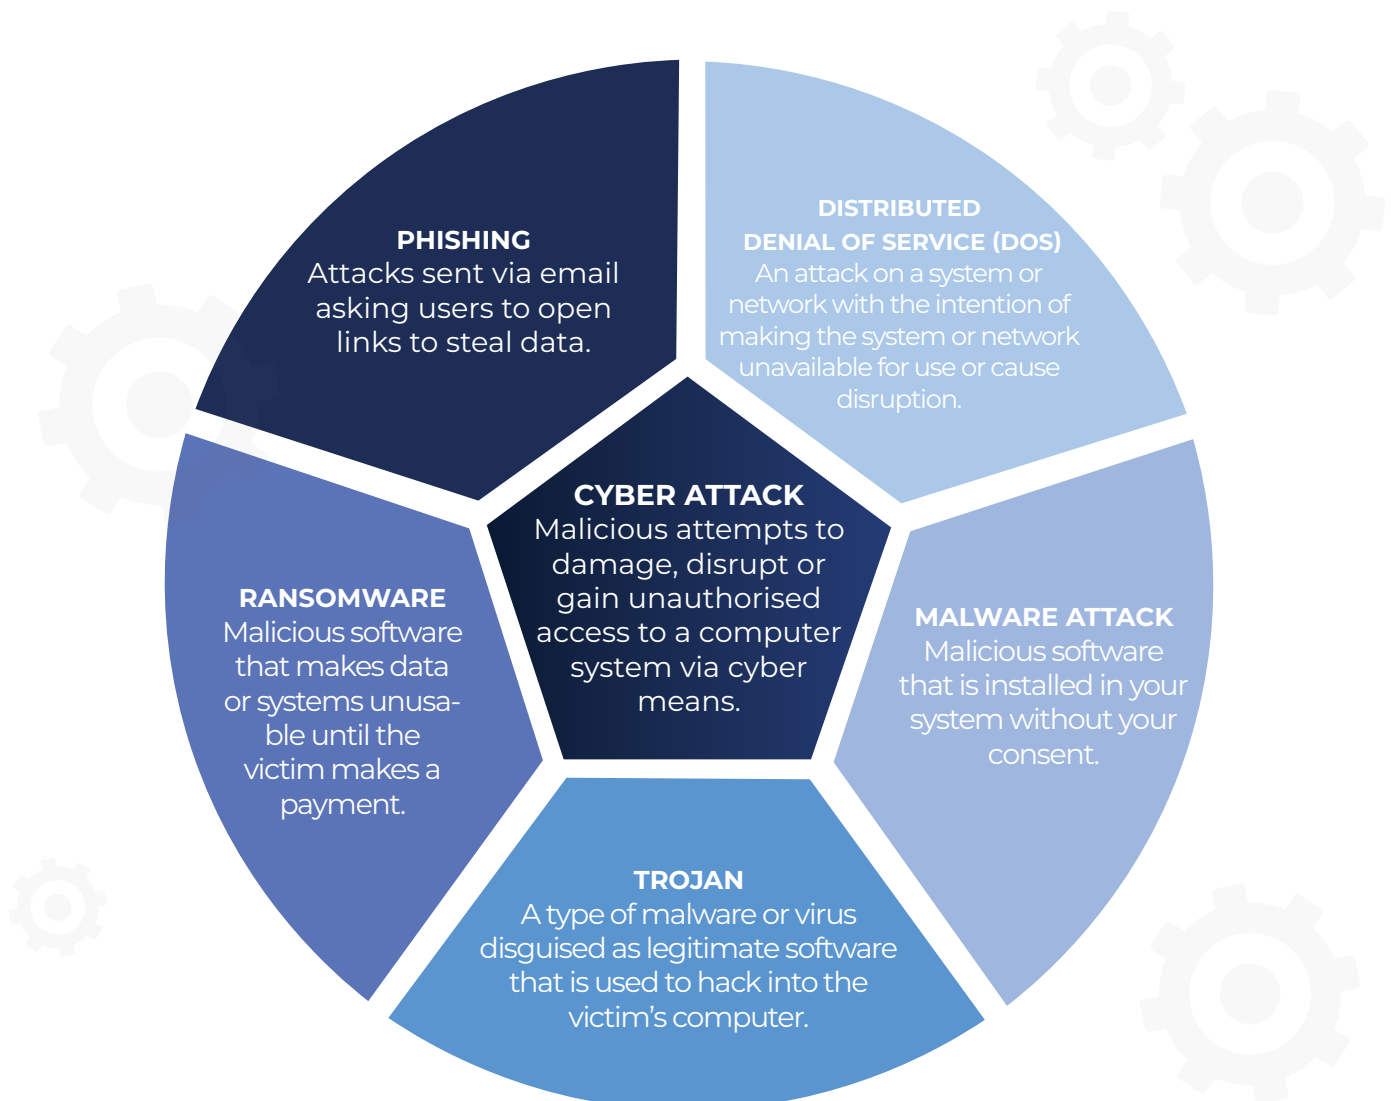 PHISHING
Attacks sent via email
asking users to open
links to steal data.
DISTRIBUTED
DENIAL OF SERVICE (DOS)
An attack on a system or
network with the intention of
making the system or network
unavailable for use or cause
disruption.
CYBER ATTACK
Malicious attempts to
damage, disrupt or
gain unauthorised
access to a computer
system via cyber
means.
RANSOMWARE
Malicious software
that makes data
or systems unusa-
ble until the
victim makes a
payment.
MALWARE ATTACK
Malicious software
that is installed in your
system without your
consent.
TROJAN
A type of malware or virus
disguised as legitimate software
that is used to hack into the
victim’s computer.